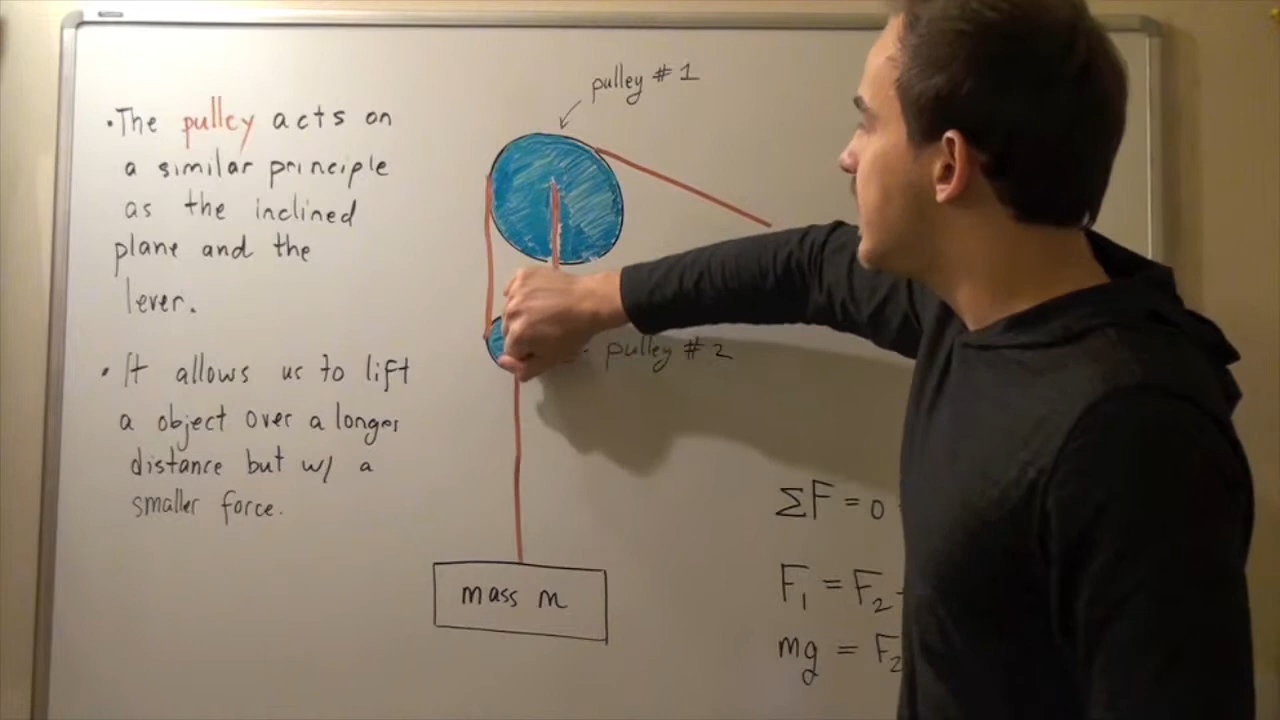 •The pulley acts on
a similar principle
as the inclined
plane and the
lever.
• It allows us to lift
a object over a longer
distance but w/ a
smaller force.
pulley #1
pulley #2
mass m
ΣF = 0
F₁ = F₂
mg = F₂